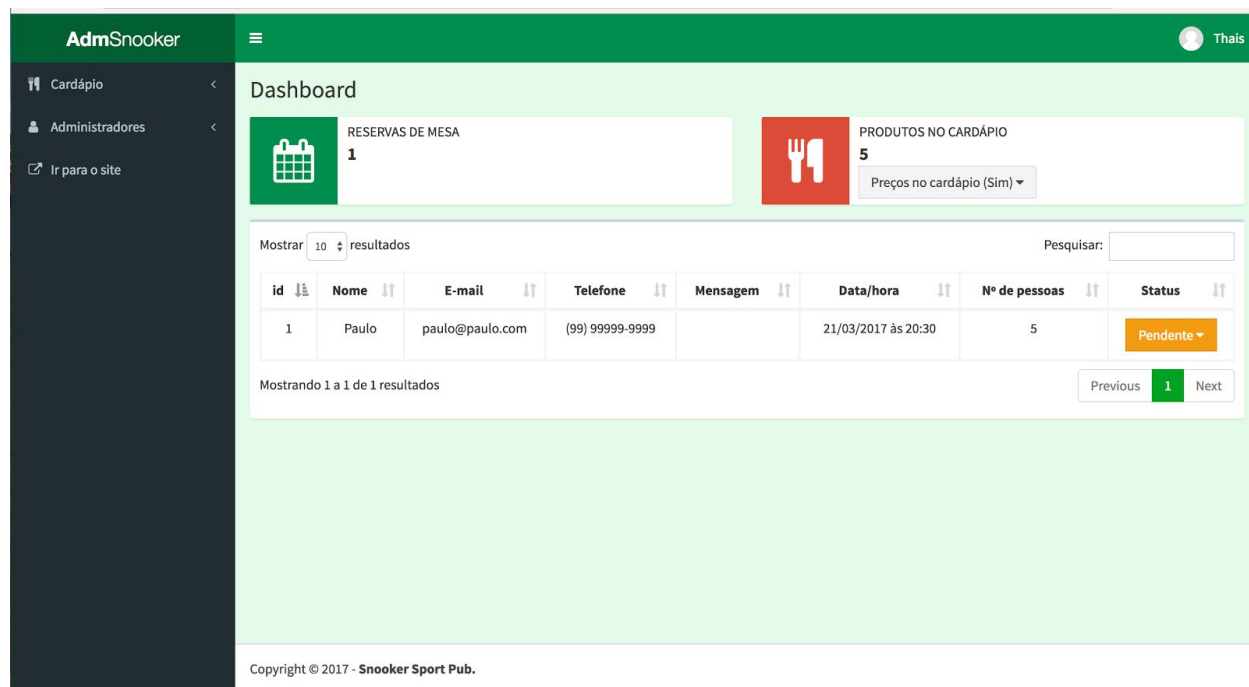 AdmSnooker
Thais
Cardápio
Administradores
Ir para o site
Dashboard
RESERVAS DE MESA
1
PRODUTOS NO CARDÁPIO
5
Preços no cardápio (Sim)
Mostrar 10 resultados
Pesquisar:
id Nome E-mail Telefone Mensagem Data/hora Nº de pessoas Status
1 Paulo paulo@paulo.com (99) 99999-9999 21/03/2017 às 20:30 5 Pendente
Mostrando 1 a 1 de 1 resultados
Previous 1 Next
Copyright © 2017 - Snooker Sport Pub.